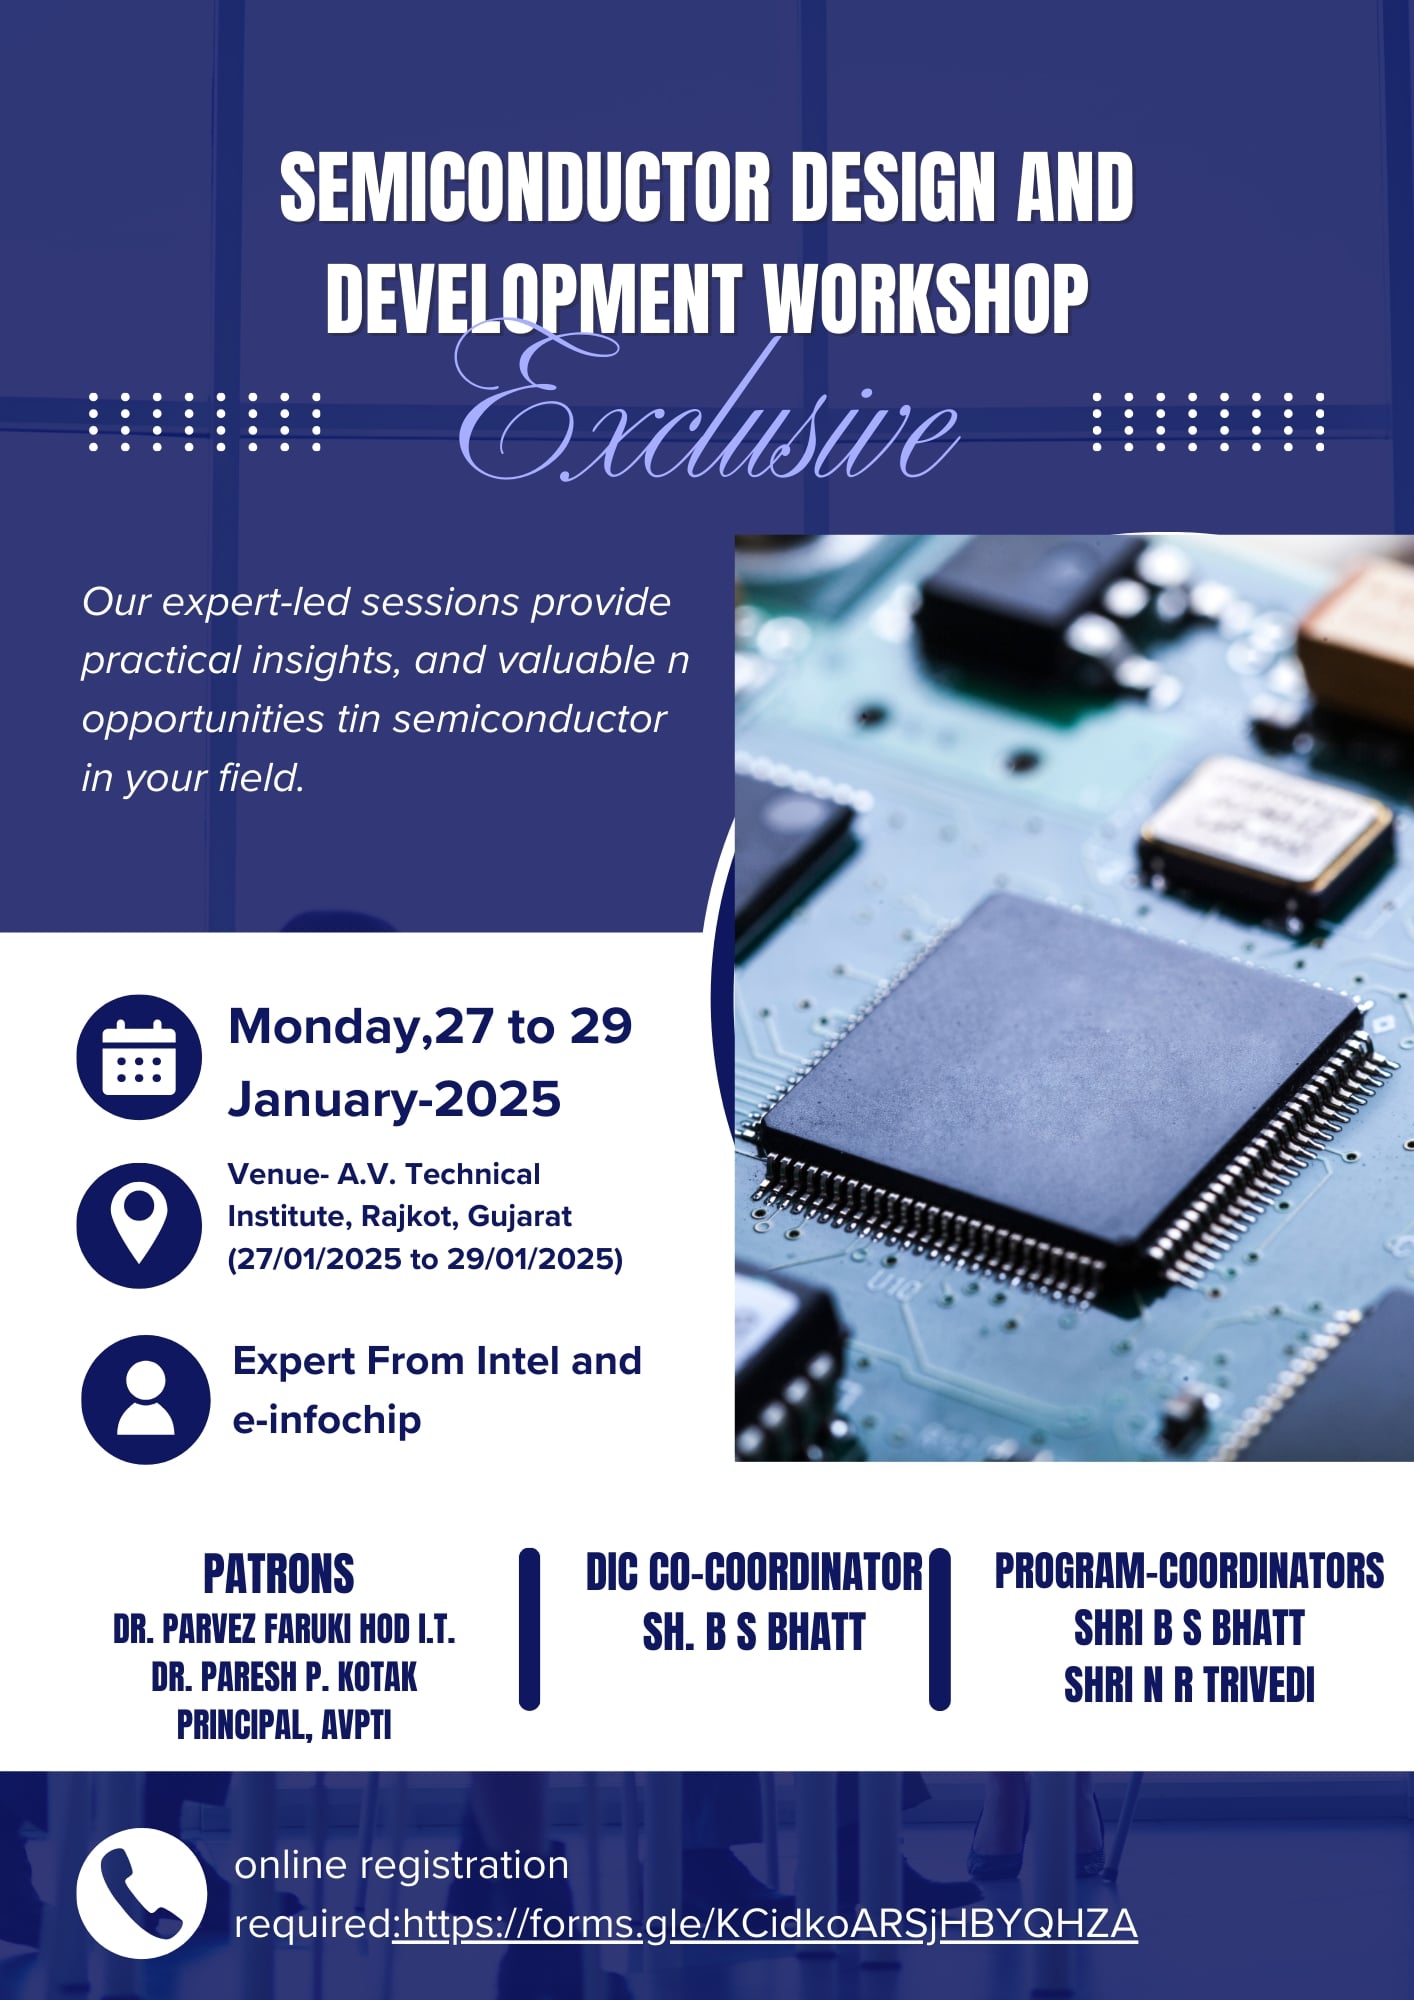 SEMICONDUCTOR DESIGN AND
DEVELOPMENT WORKSHOP
Exclusive
Our expert-led sessions provide
practical insights, and valuable n
opportunities tin semiconductor
in your field.
Monday,27 to 29
January-2025
Venue- A.V. Technical
Institute, Rajkot, Gujarat
(27/01/2025 to 29/01/2025)
Expert From Intel and
e-infochip
U10
PATRONS
DR. PARVEZ FARUKI HOD I.T.
DR. PARESH P. KOTAK
PRINCIPAL, AVPTI
DIC CO-COORDINATOR
SH. B S BHATT
PROGRAM-COORDINATORS
SHRI B S BHATT
SHRI N R TRIVEDI
online registration
required:https://forms.gle/KCidkoARSjHBYQHZA